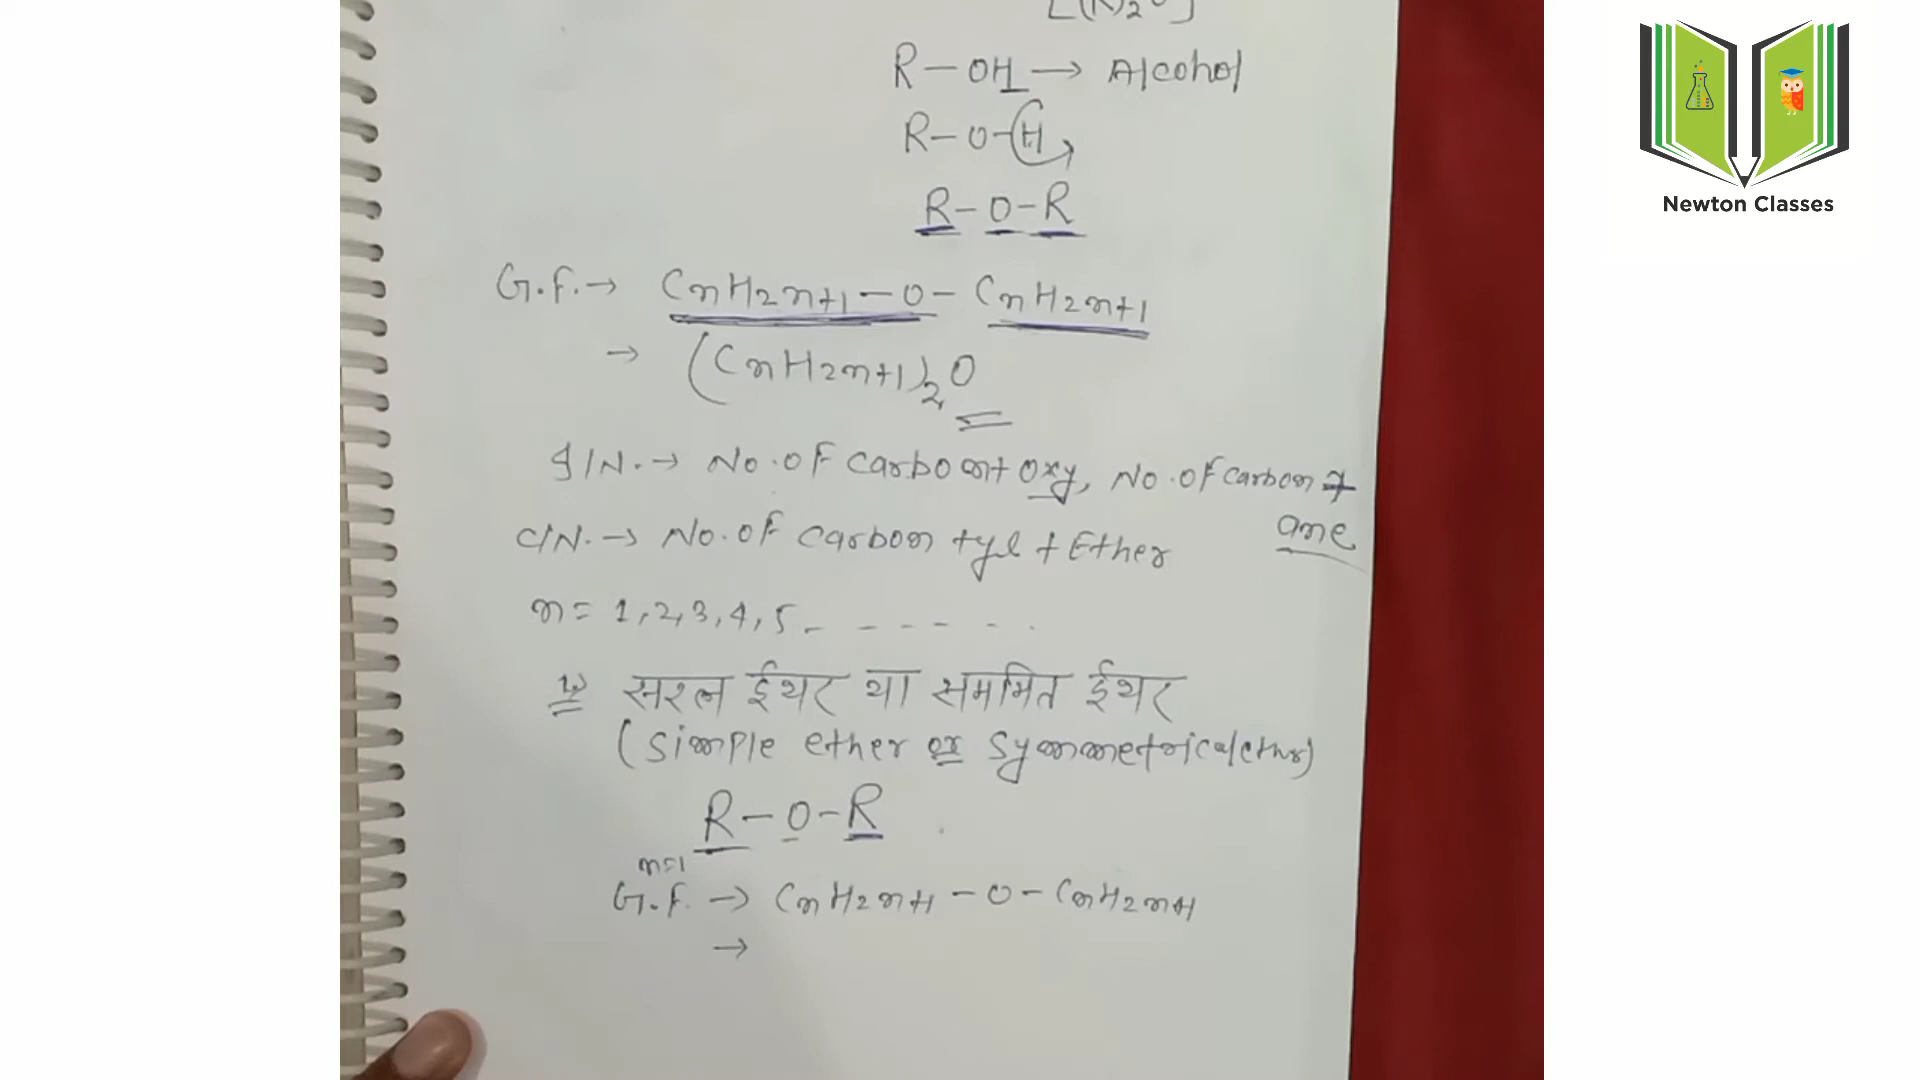 [(R)2O]
R-OH → Alcohol
R-O-H
R-O-R
G.F. → CnH2n+1-O-CnH2n+1
→ (CnH2n+1)2O
I/N. → No. of carbon + oxy, No. of carbon +
ane
C/N. → No. of carbon + yl + Ether
n = 1, 2, 3, 4, 5 - - - - - -
1) सरल ईथर या सममित ईथर
(Simple ether or Symmetrical ether)
R-O-R
n=1
G.F. → CnH2n+1-O-CnH2n+1
→
Newton Classes